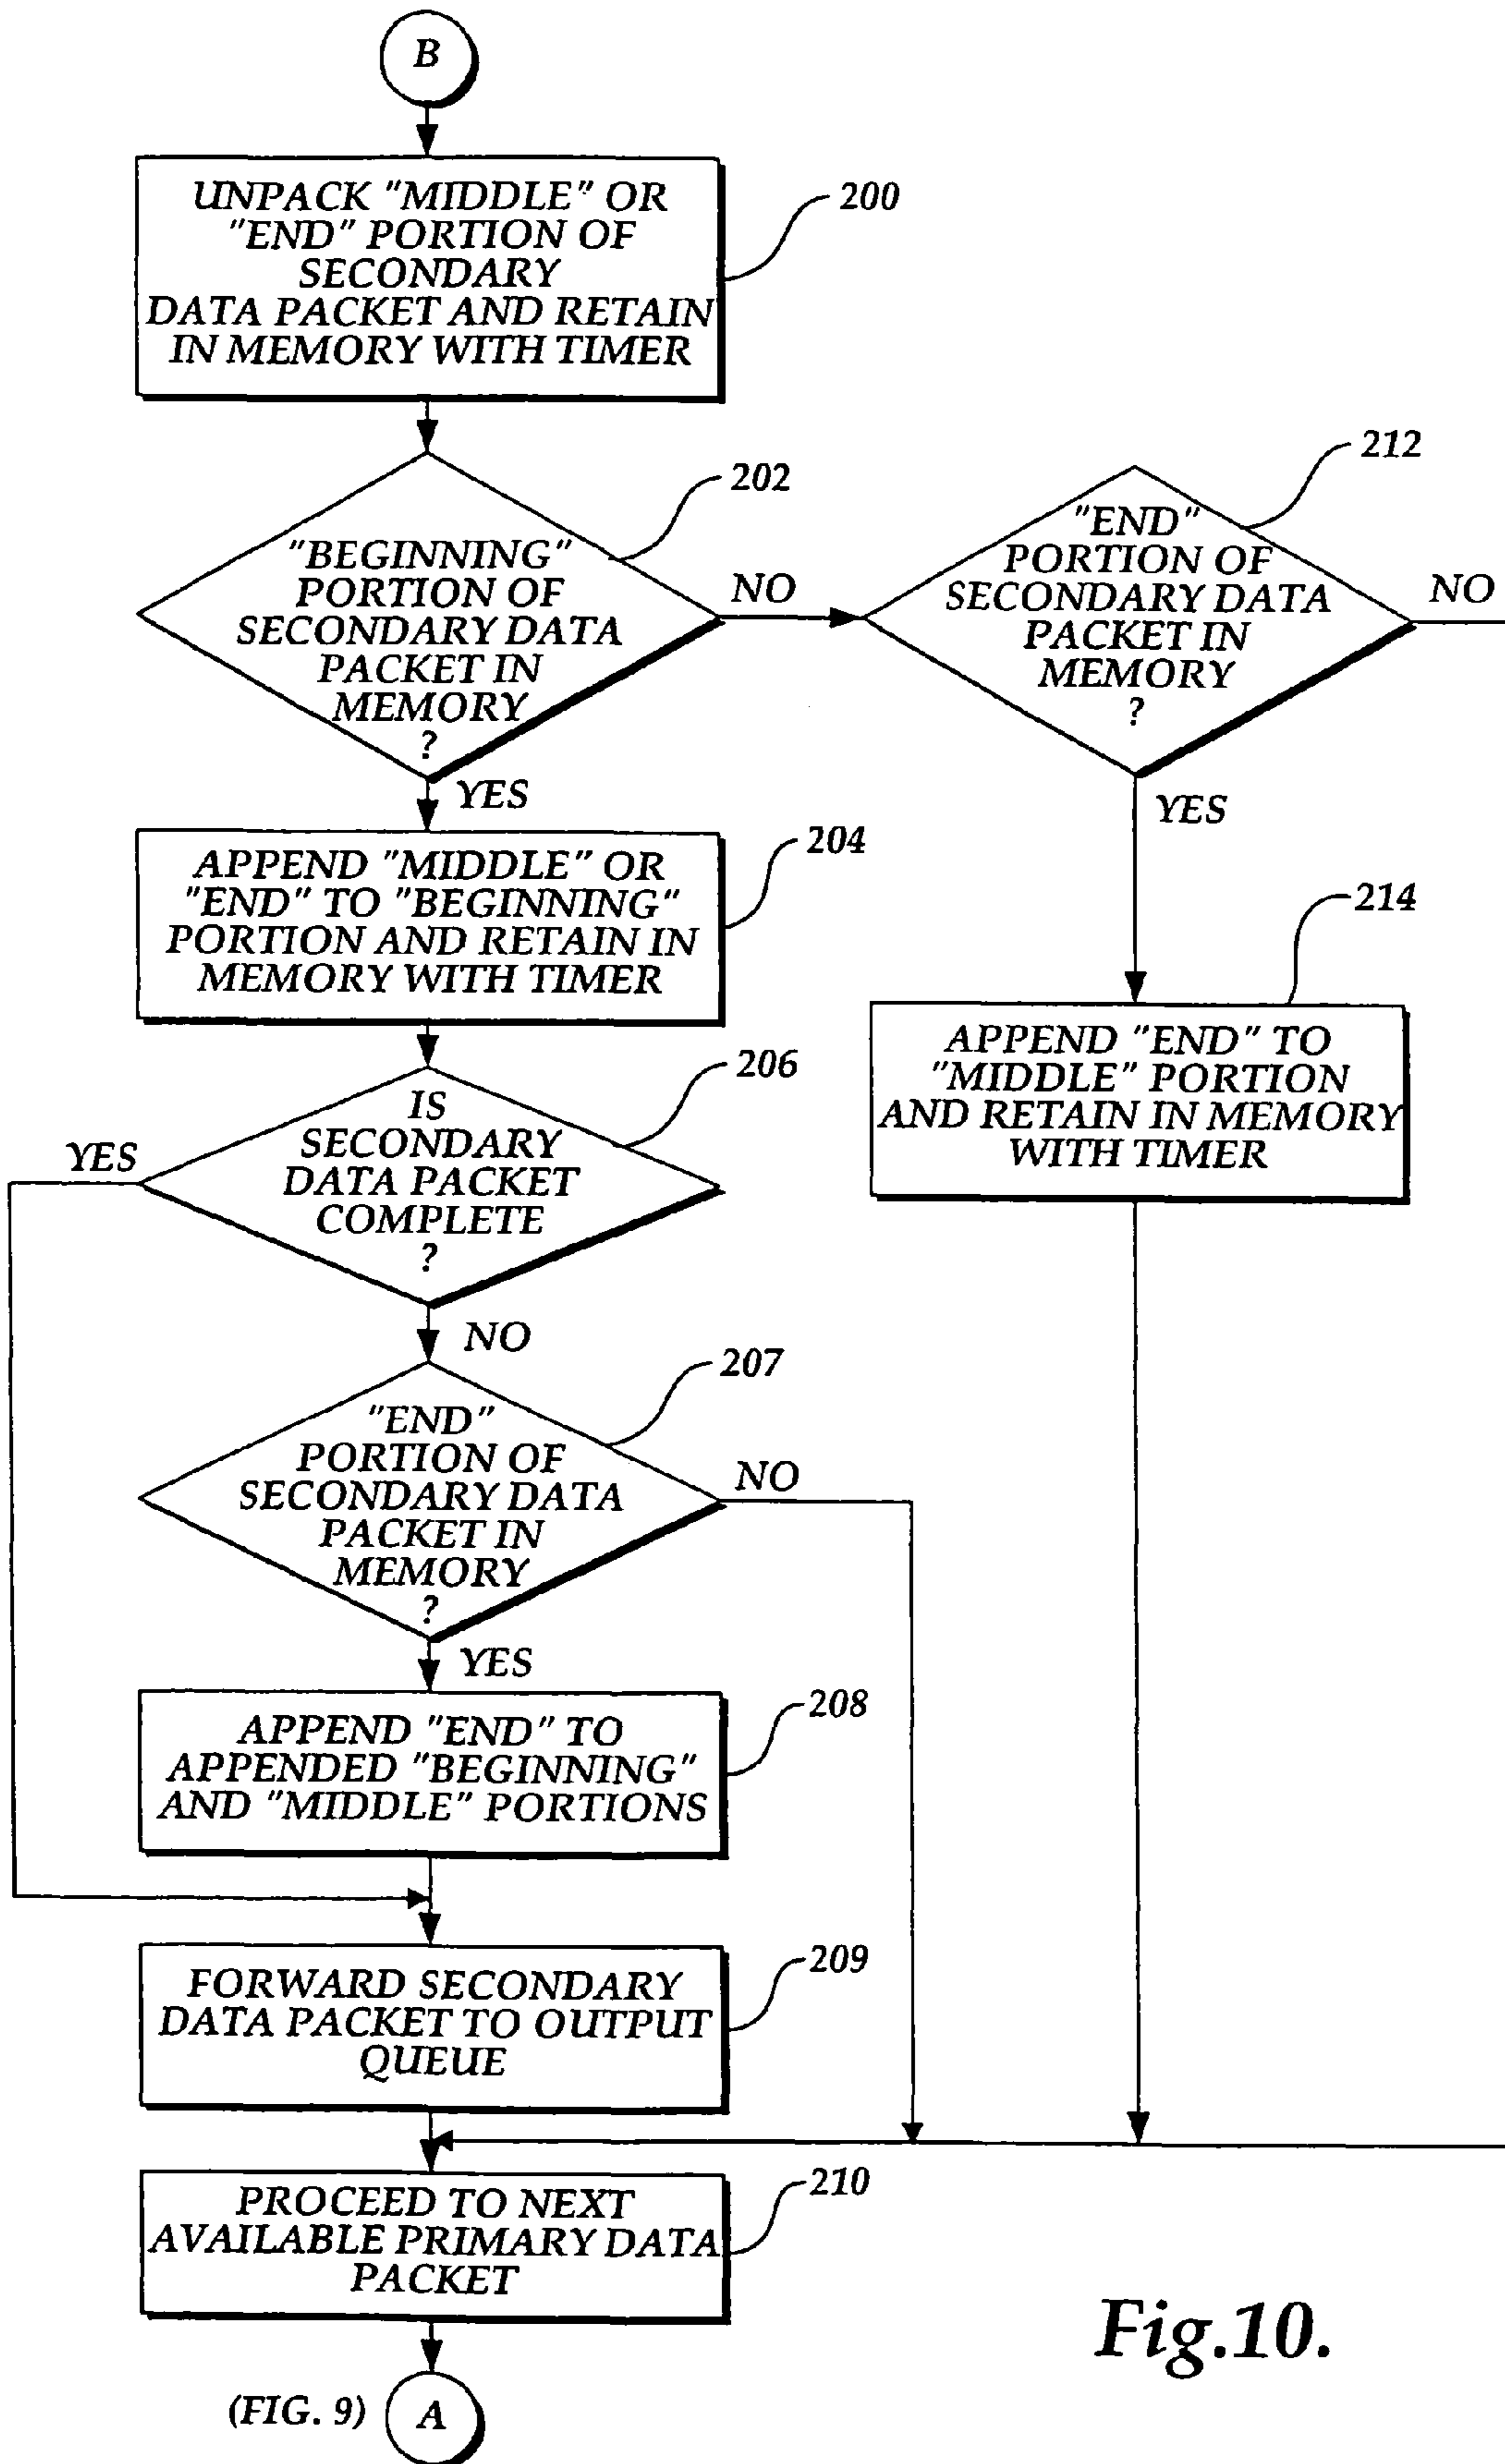 B
UNPACK "MIDDLE" OR
"END" PORTION OF
SECONDARY
DATA PACKET AND RETAIN
IN MEMORY WITH TIMER
200
202
"BEGINNING"
PORTION OF
SECONDARY DATA
PACKET IN
MEMORY
?
NO
YES
212
"END"
PORTION OF
SECONDARY DATA
PACKET IN
MEMORY
?
NO
YES
APPEND "MIDDLE" OR
"END" TO "BEGINNING"
PORTION AND RETAIN IN
MEMORY WITH TIMER
204
214
APPEND "END" TO
"MIDDLE" PORTION
AND RETAIN IN MEMORY
WITH TIMER
206
IS
SECONDARY
DATA PACKET
COMPLETE
?
YES
NO
207
"END"
PORTION OF
SECONDARY DATA
PACKET IN
MEMORY
?
NO
YES
208
APPEND "END" TO
APPENDED "BEGINNING"
AND "MIDDLE" PORTIONS
209
FORWARD SECONDARY
DATA PACKET TO OUTPUT
QUEUE
210
PROCEED TO NEXT
AVAILABLE PRIMARY DATA
PACKET
(FIG. 9)
A
Fig.10.